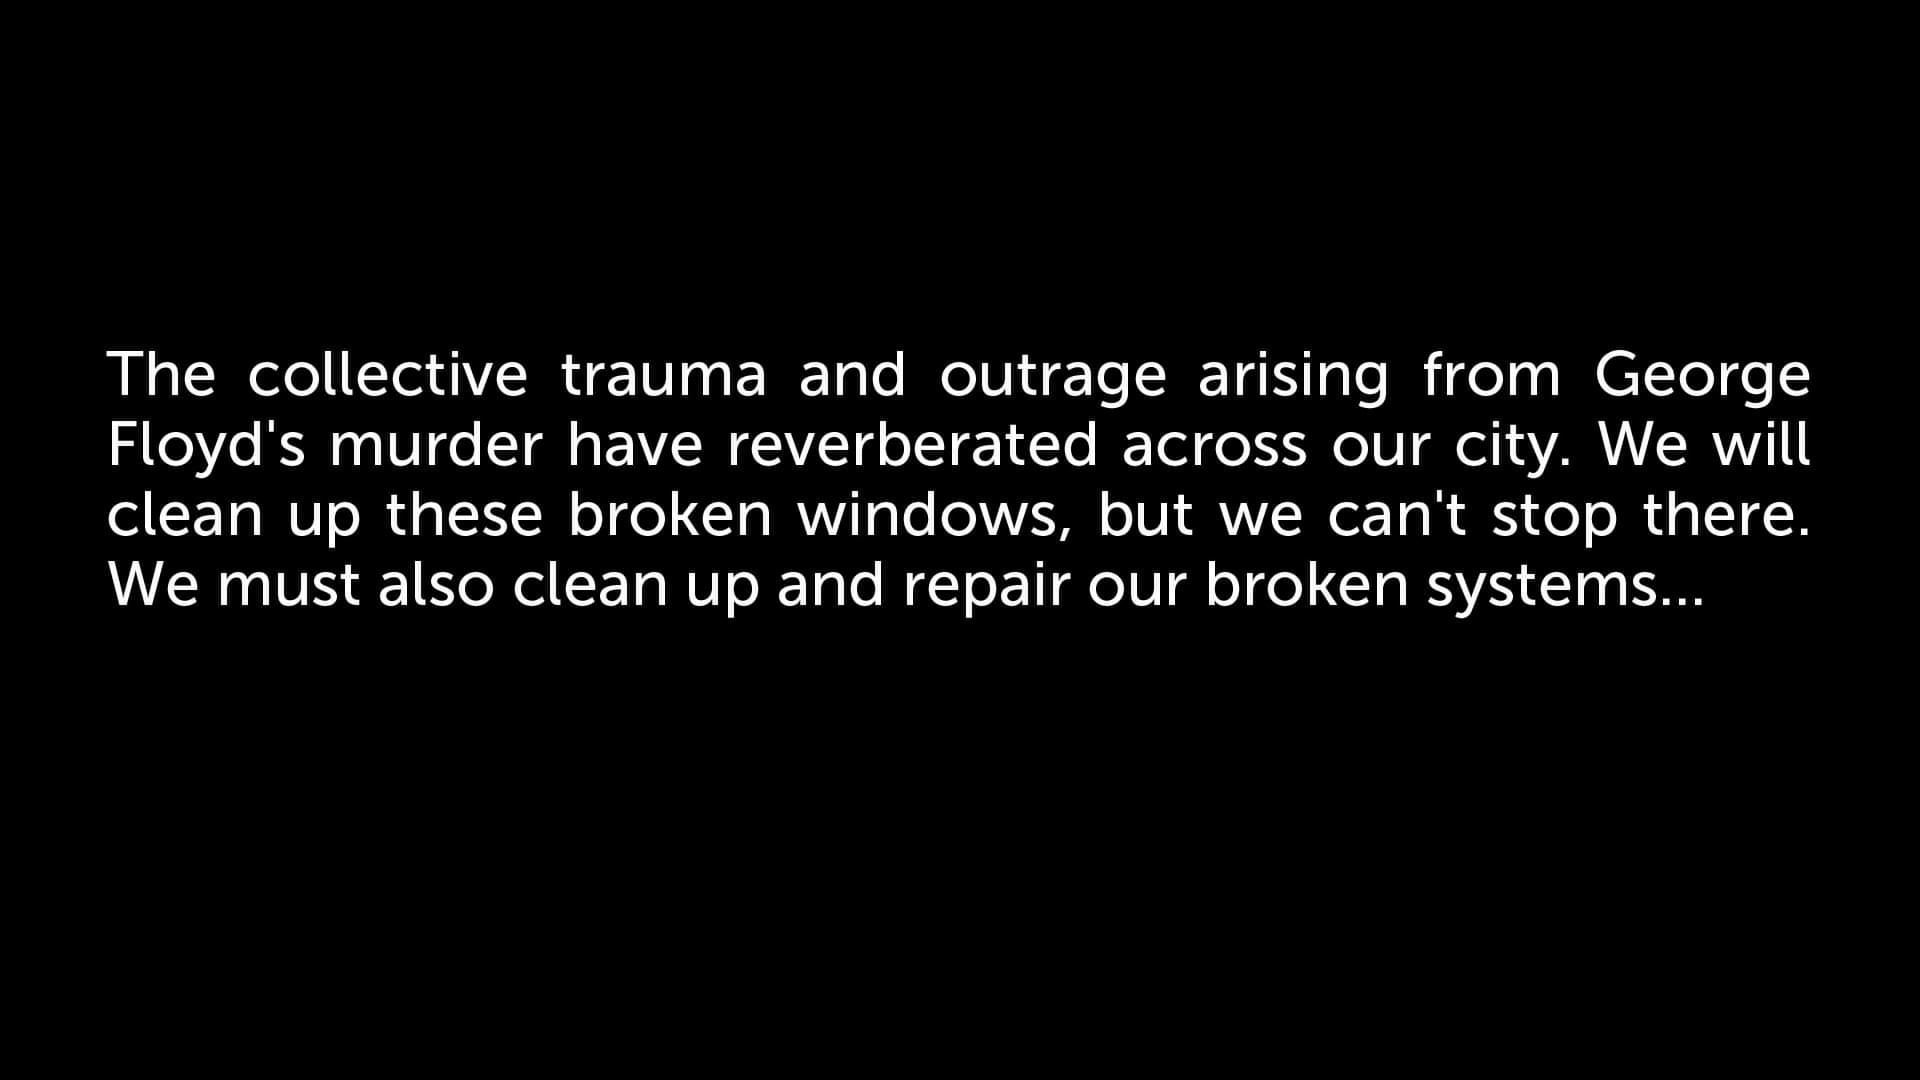 The collective trauma and outrage arising from George
Floyd's murder have reverberated across our city. We will
clean up these broken windows, but we can't stop there.
We must also clean up and repair our broken systems...